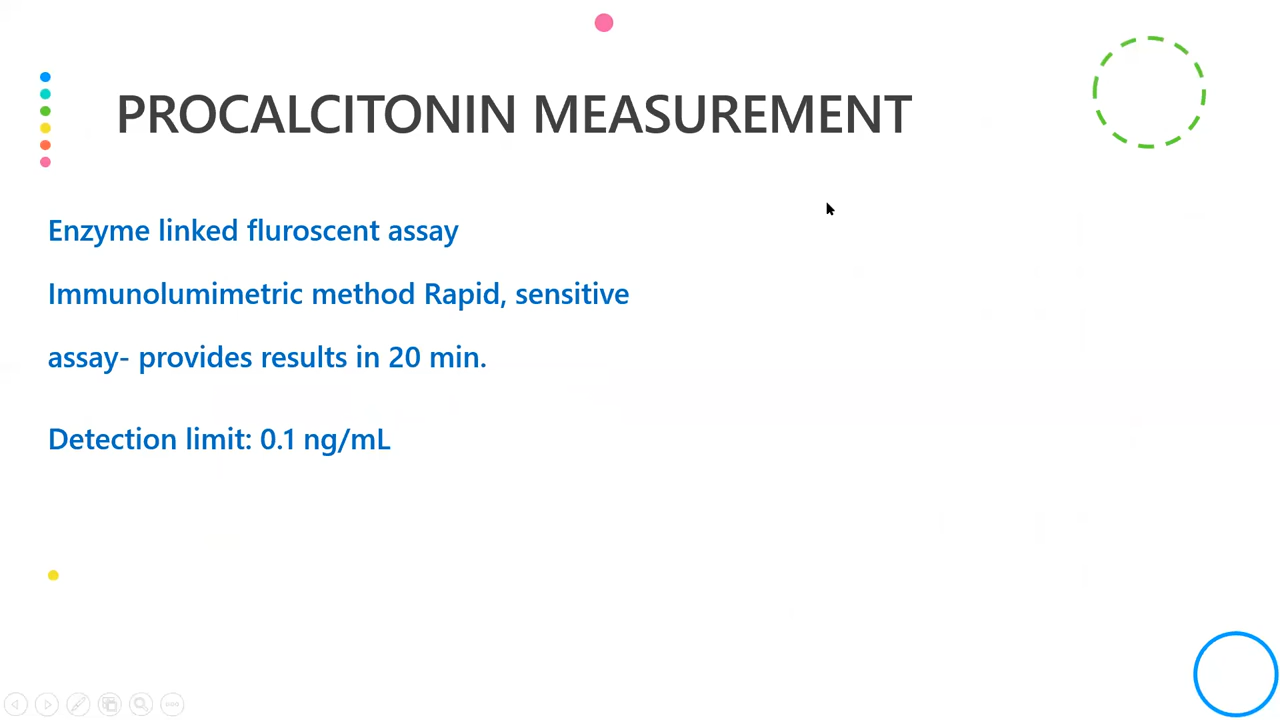 PROCALCITONIN MEASUREMENT
Enzyme linked fluroscent assay
Immunolumimetric method Rapid, sensitive
assay- provides results in 20 min.
Detection limit: 0.1 ng/mL